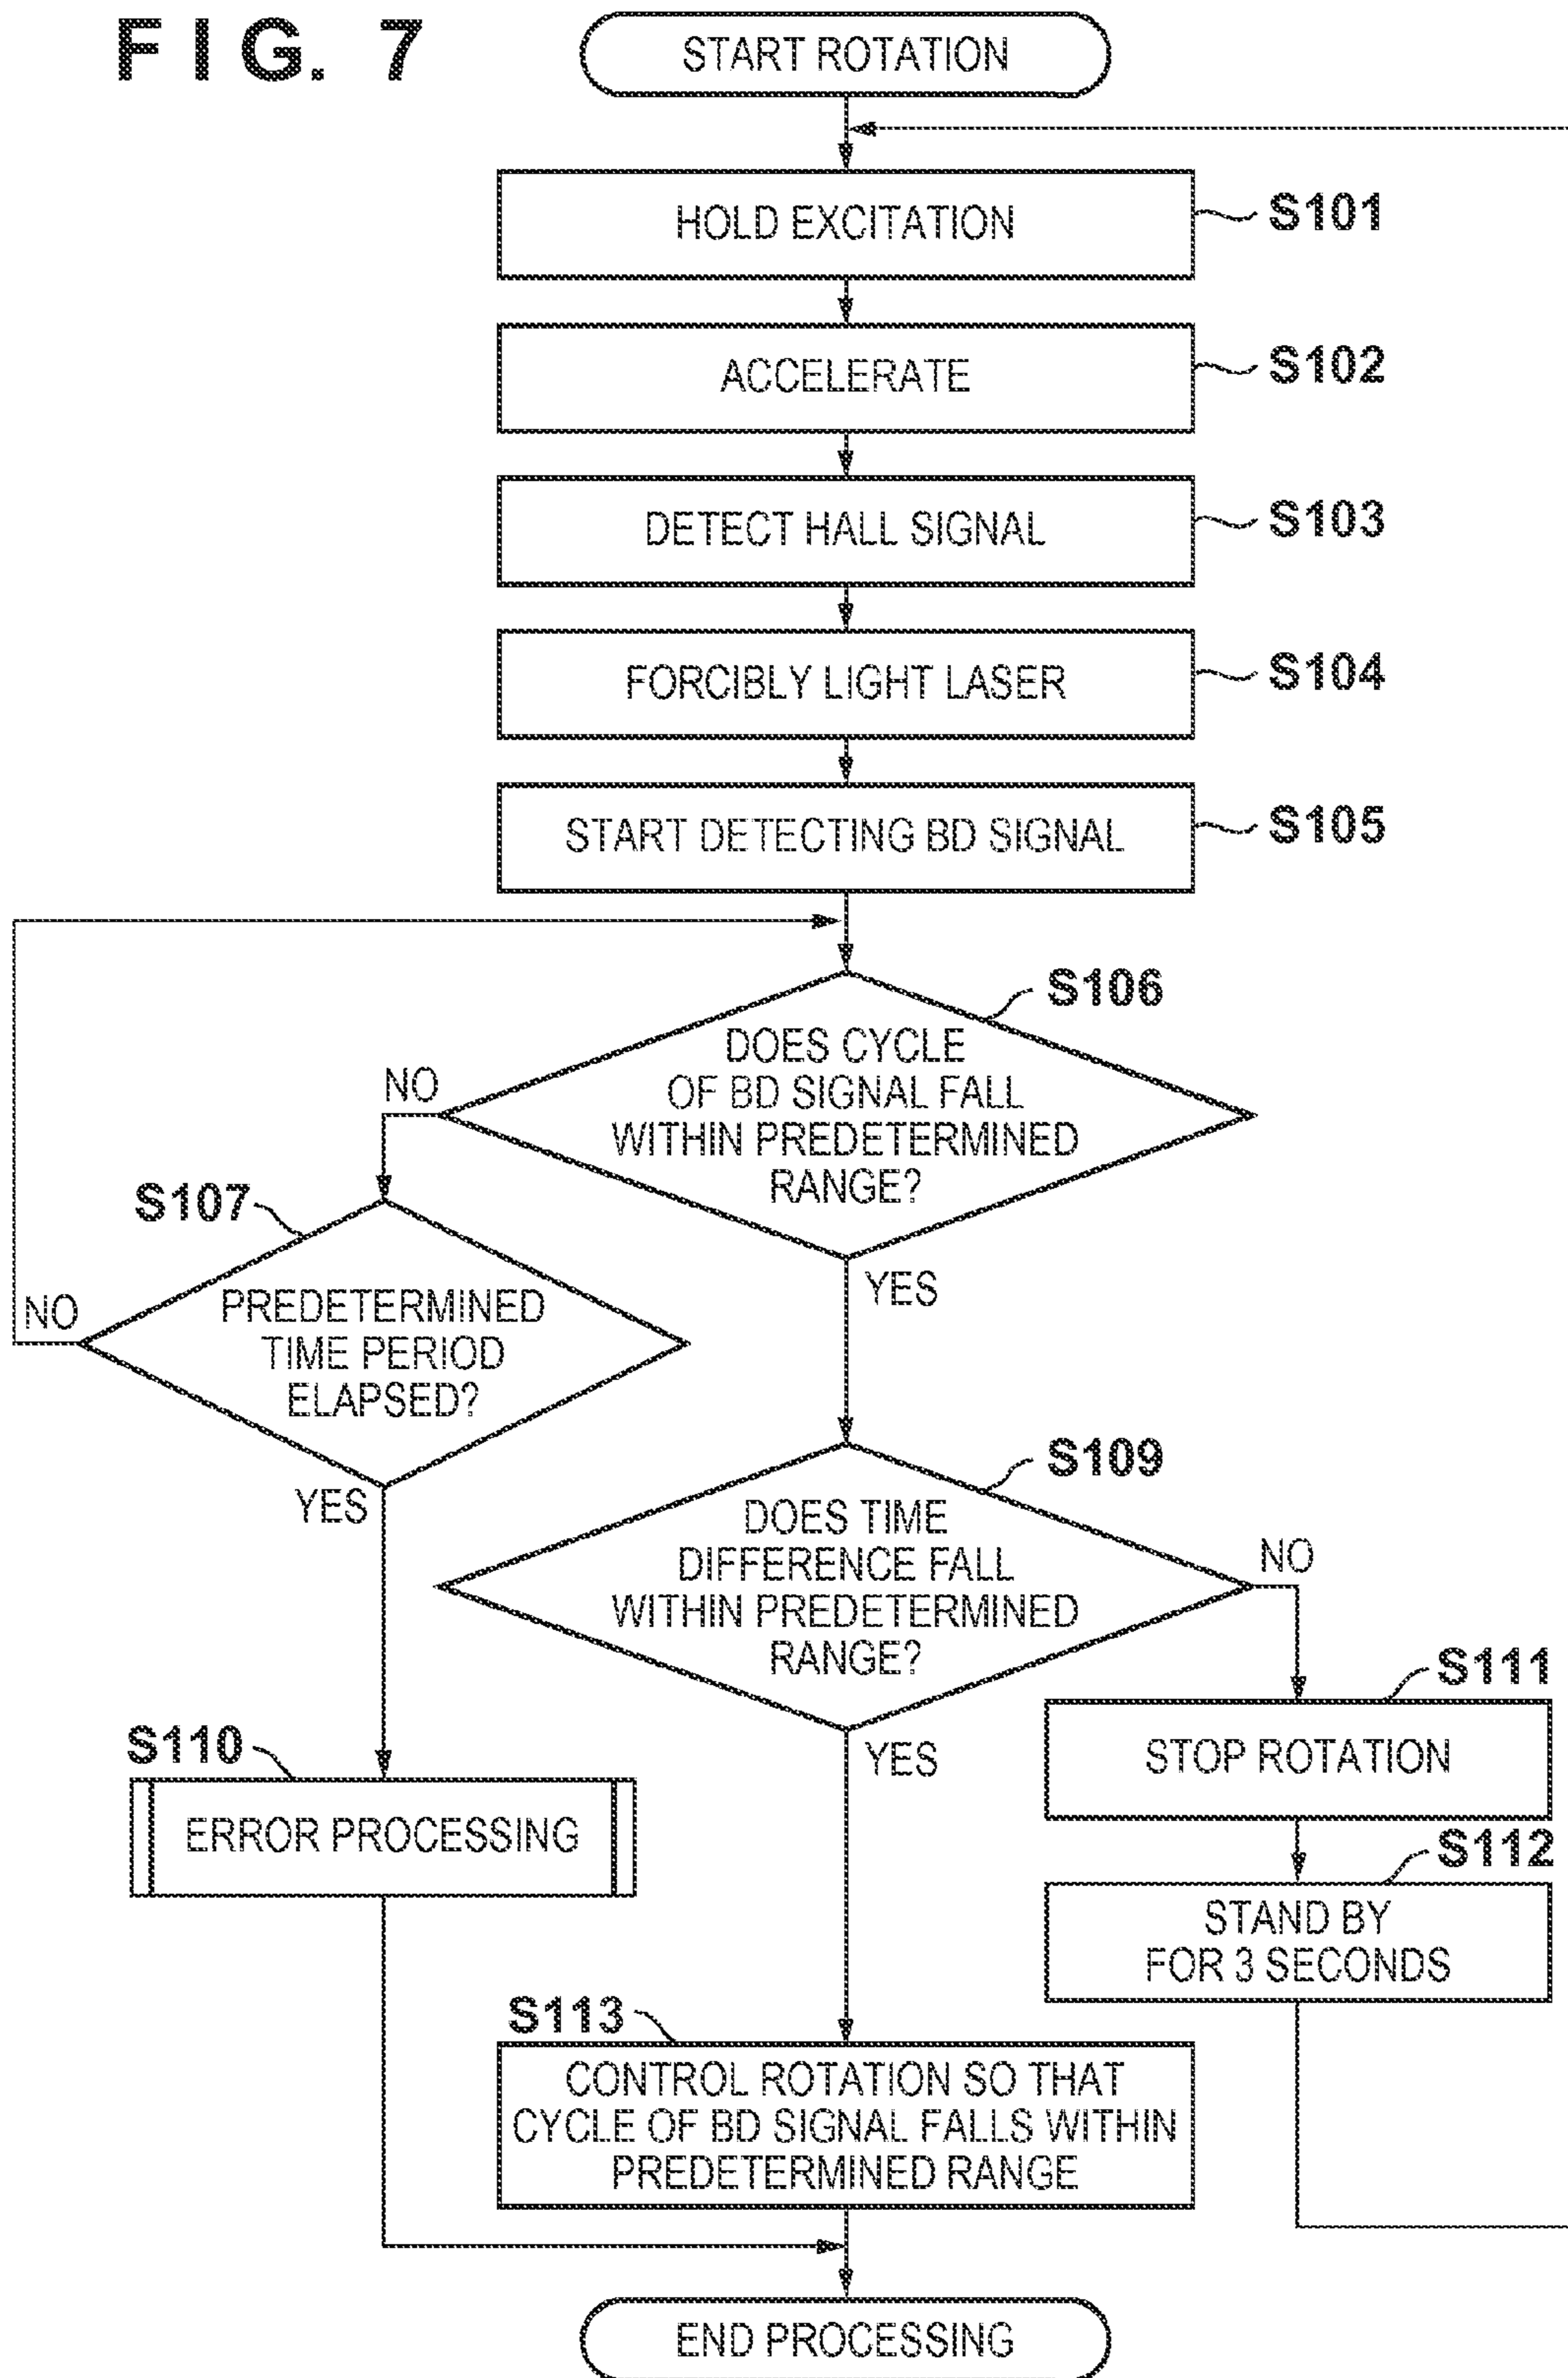 FIG. 7
START ROTATION
HOLD EXCITATION
S101
ACCELERATE
S102
DETECT HALL SIGNAL
S103
FORCIBLY LIGHT LASER
S104
START DETECTING BD SIGNAL
S105
S106
DOES CYCLE
OF BD SIGNAL FALL
WITHIN PREDETERMINED
RANGE?
NO
YES
S107
PREDETERMINED
TIME PERIOD
ELAPSED?
NO
YES
S109
DOES TIME
DIFFERENCE FALL
WITHIN PREDETERMINED
RANGE?
NO
YES
S110
ERROR PROCESSING
S111
STOP ROTATION
S112
STAND BY
FOR 3 SECONDS
S113
CONTROL ROTATION SO THAT
CYCLE OF BD SIGNAL FALLS WITHIN
PREDETERMINED RANGE
END PROCESSING